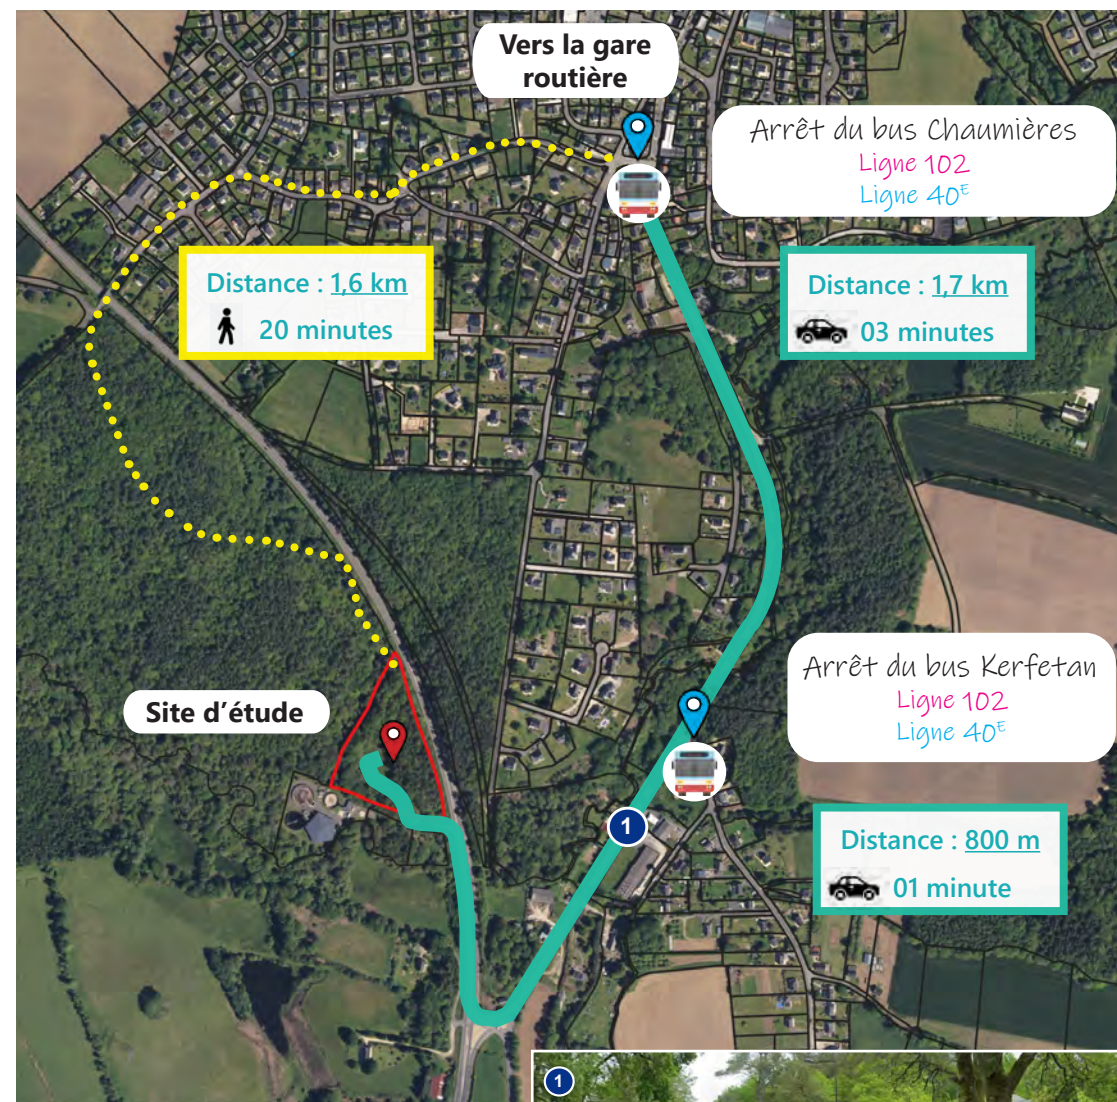 Vers la gare
routière
Arrêt du bus Chaumières
Ligne 102
Ligne 40ᴱ
Distance : 1,6 km
20 minutes
Distance : 1,7 km
03 minutes
Site d'étude
Arrêt du bus Kerfetan
Ligne 102
Ligne 40ᴱ
1
Distance : 800 m
01 minute
1